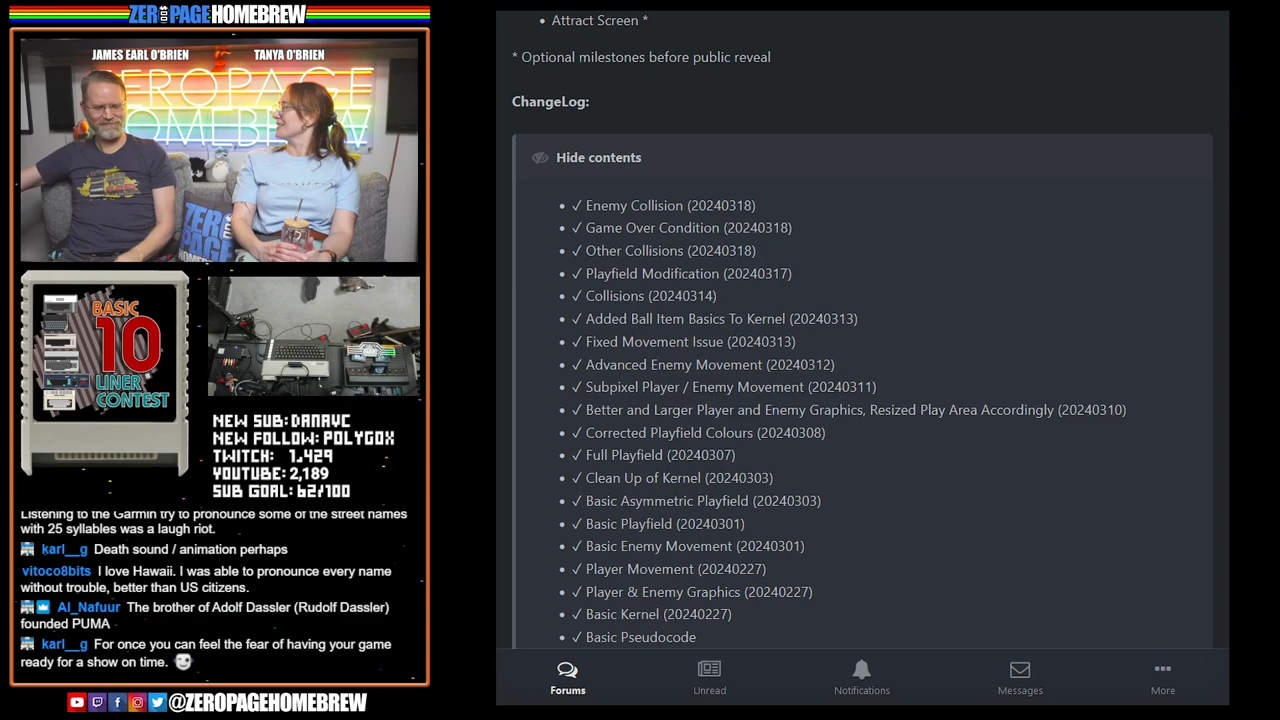 ZEROPAGEHOMEBREW
JAMES EARL O'BRIEN
TANYA O'BRIEN
ZEROPAGE
HOMEBREW
ZERO
PAGE
HOMEBREW
BASIC
10
LINER
CONTEST
NEW SUB: DANAYC
NEW FOLLOW: POLYGOX
TWITCH: 1,429
YOUTUBE: 2,189
SUB GOAL: 62/100
Listening to the Garmin try to pronounce some of the street names
with 25 syllables was a laugh riot.
karl__g Death sound / animation perhaps
vitoco8bits I love Hawaii. I was able to pronounce every name
without trouble, better than US citizens.
Al_Nafuur The brother of Adolf Dassler (Rudolf Dassler)
founded PUMA
karl__g For once you can feel the fear of having your game
ready for a show on time.
@ZEROPAGEHOMEBREW
• Attract Screen *
* Optional milestones before public reveal
ChangeLog:
Hide contents
• ✓ Enemy Collision (20240318)
• ✓ Game Over Condition (20240318)
• ✓ Other Collisions (20240318)
• ✓ Playfield Modification (20240317)
• ✓ Collisions (20240314)
• ✓ Added Ball Item Basics To Kernel (20240313)
• ✓ Fixed Movement Issue (20240313)
• ✓ Advanced Enemy Movement (20240312)
• ✓ Subpixel Player / Enemy Movement (20240311)
• ✓ Better and Larger Player and Enemy Graphics, Resized Play Area Accordingly (20240310)
• ✓ Corrected Playfield Colours (20240308)
• ✓ Full Playfield (20240307)
• ✓ Clean Up of Kernel (20240303)
• ✓ Basic Asymmetric Playfield (20240303)
• ✓ Basic Playfield (20240301)
• ✓ Basic Enemy Movement (20240301)
• ✓ Player Movement (20240227)
• ✓ Player & Enemy Graphics (20240227)
• ✓ Basic Kernel (20240227)
• ✓ Basic Pseudocode
Forums
Unread
Notifications
Messages
More